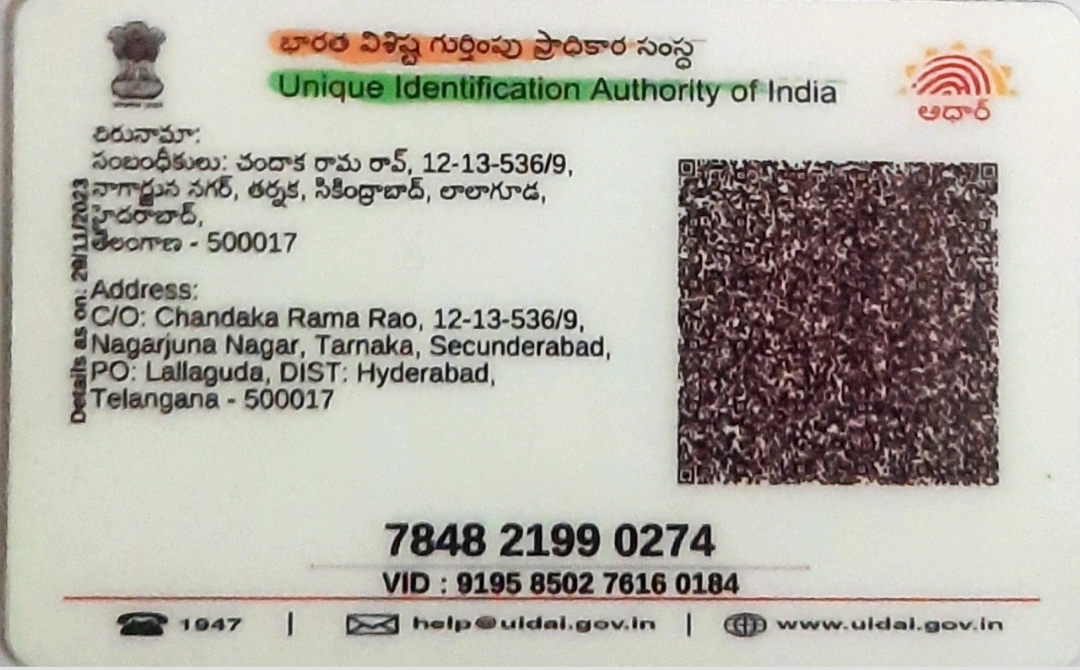 భారత విశిష్ట గుర్తింపు ప్రాధికార సంస్థ
Unique Identification Authority of India
ఆధార్
చిరునామా:
సంబంధీకులు: చందాక రామ రావ్, 12-13-536/9,
నాగార్జున నగర్, తర్నక, సికింద్రాబాద్, లాలాగూడ,
హైదరాబాద్,
తెలంగాణ - 500017
Address:
C/O: Chandaka Rama Rao, 12-13-536/9,
Nagarjuna Nagar, Tarnaka, Secunderabad,
PO: Lallaguda, DIST: Hyderabad,
Telangana - 500017
Details as on: 29/11/2023
7848 2199 0274
VID : 9195 8502 7616 0184
1947 | help@uidai.gov.in | www.uidai.gov.in